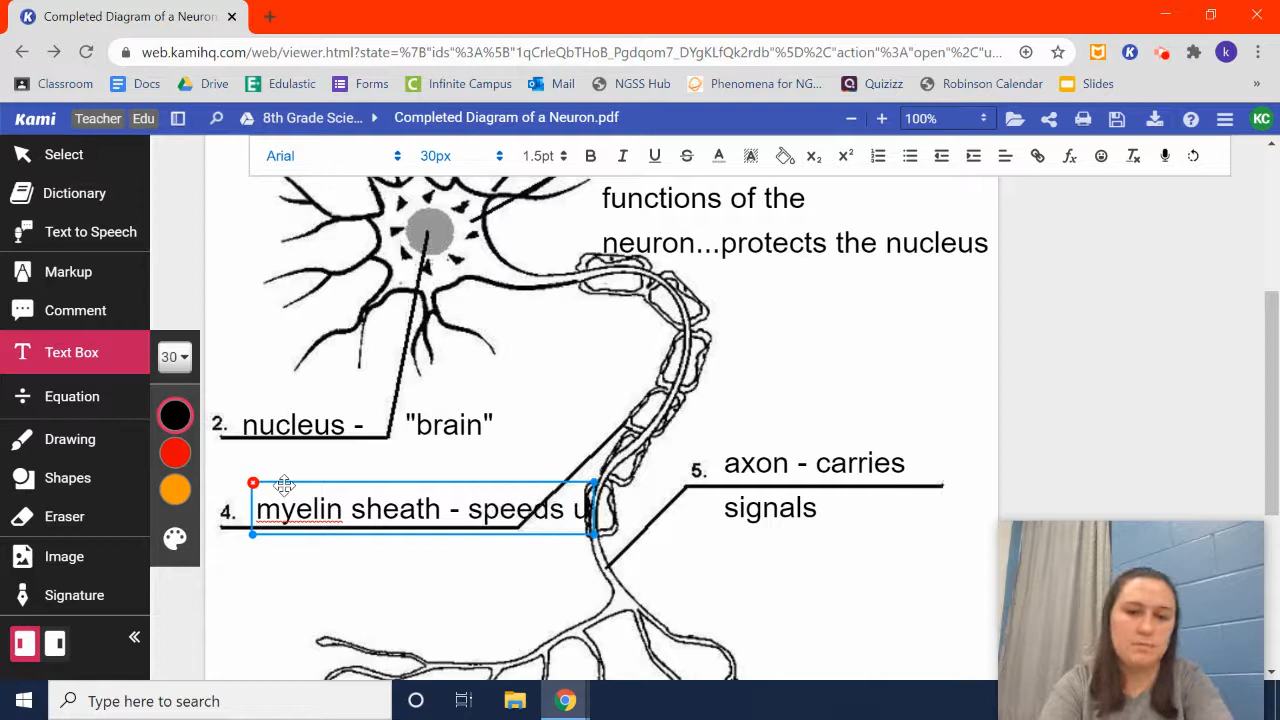 Completed Diagram of a Neuron.
web.kamihq.com/web/viewer.html?state=%7B"ids"%3A%5B"1qCrleQbTHoB_Pgdqom7_DYgKLfQk2rdb"%5D%2C"action"%3A"open"%2C"u...
Classroom Docs Drive Edulastic Forms Infinite Campus Mail NGSS Hub Phenomena for NG... Quizizz Robinson Calendar Slides »
Kami Teacher Edu 8th Grade Scie... Completed Diagram of a Neuron.pdf 100% KC
Arial 30px 1.5pt
Select
Dictionary
Text to Speech
Markup
Comment
Text Box
30
Equation
Drawing
Shapes
Eraser
Image
Signature
functions of the
neuron...protects the nucleus
2. nucleus - "brain"
4. myelin sheath - speeds u
5. axon - carries
signals
Type here to search